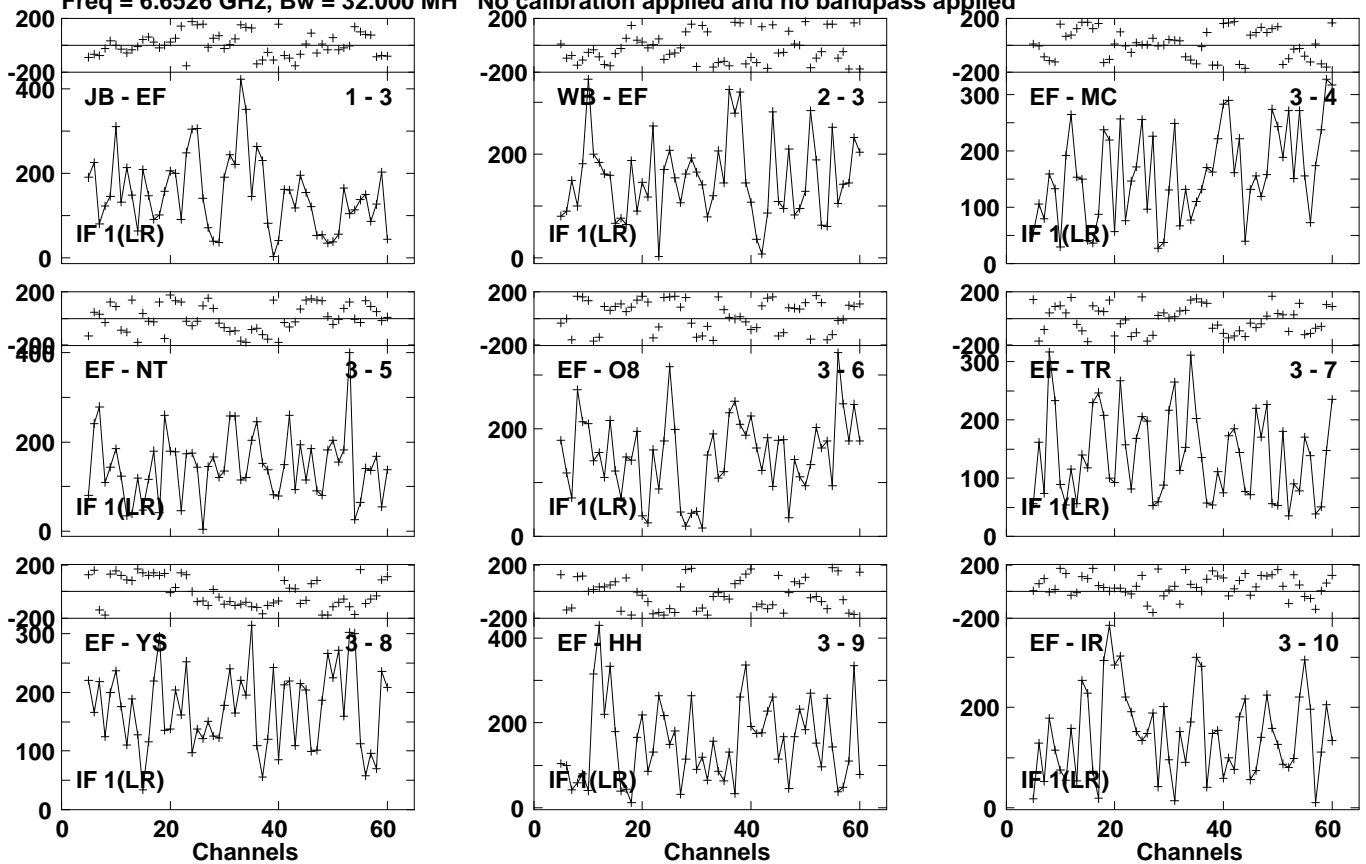 Freq = 6.6526 GHz, Bw = 32.000 MH No calibration applied and no bandpass applied
200
-200
400
200
0
JB - EF 1 - 3
IF 1(LR)
200
-200
200
0
WB - EF 2 - 3
IF 1(LR)
200
-200
300
200
100
0
EF - MC 3 - 4
IF 1(LR)
200
-200
400
200
0
EF - NT 3 - 5
IF 1(LR)
200
-200
200
0
EF - O8 3 - 6
IF 1(LR)
200
-200
300
200
100
0
EF - TR 3 - 7
IF 1(LR)
200
-200
300
200
100
0
EF - YS 3 - 8
IF 1(LR)
0 20 40 60
Channels
200
-200
400
200
0
EF - HH 3 - 9
IF 1(LR)
0 20 40 60
Channels
200
-200
200
0
EF - IR 3 - 10
IF 1(LR)
0 20 40 60
Channels